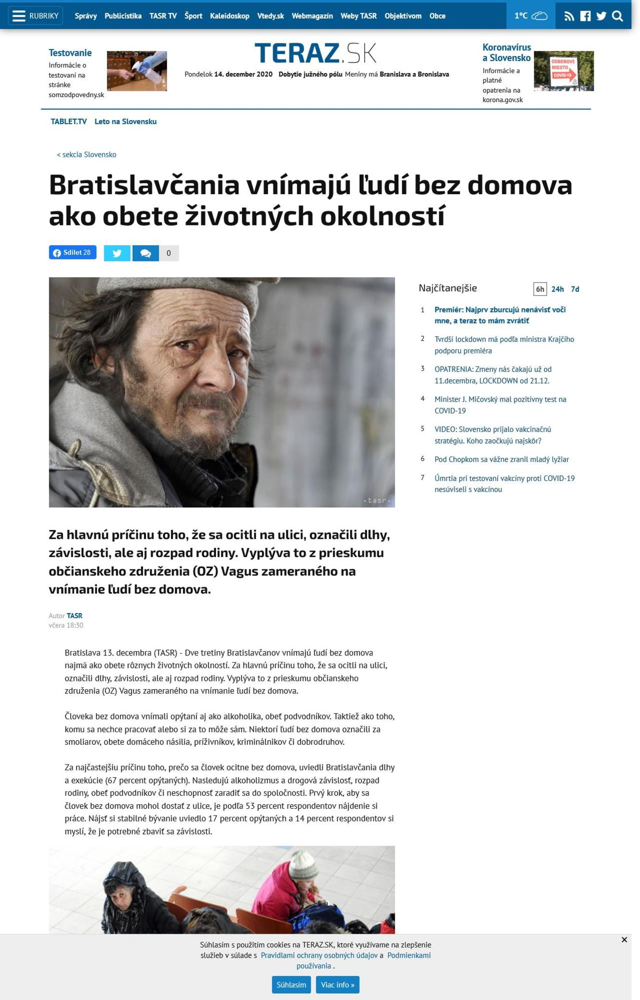 RUBRIKY Správy Publicistika TASR TV Šport Kaleidoskop Vtedy.sk Webmagazín Weby TASR Objektívom Obce 1°C
Testovanie
Informácie o
testovaní na
stránke
somzodpovedny.sk
TERAZ.SK
Pondelok 14. december 2020 Dobytie južného pólu Meniny má Branislava a Bronislava
Koronavírus
a Slovensko
Informácie a
platné
opatrenia na
korona.gov.sk
ODBEROVÉ
MIESTO
COVID-19
TABLET.TV Leto na Slovensku
< sekcia Slovensko
Bratislavčania vnímajú ľudí bez domova
ako obete životných okolností
Sdílet 28
0
tasr
Najčítanejšie 6h 24h 7d
1 Premiér: Najprv zburcujú nenávisť voči
mne, a teraz to mám zvrátiť
2 Tvrdší lockdown má podľa ministra Krajčího
podporu premiéra
3 OPATRENIA: Zmeny nás čakajú už od
11.decembra, LOCKDOWN od 21.12.
4 Minister J. Mičovský mal pozitívny test na
COVID-19
5 VIDEO: Slovensko prijalo vakcinačnú
stratégiu. Koho zaočkujú najskôr?
6 Pod Chopkom sa vážne zranil mladý lyžiar
7 Úmrtia pri testovaní vakcíny proti COVID-19
nesúviseli s vakcínou
Za hlavnú príčinu toho, že sa ocitli na ulici, označili dlhy,
závislosti, ale aj rozpad rodiny. Vyplýva to z prieskumu
občianskeho združenia (OZ) Vagus zameraného na
vnímanie ľudí bez domova.
Autor TASR
včera 18:30
Bratislava 13. decembra (TASR) - Dve tretiny Bratislavčanov vnímajú ľudí bez domova
najmä ako obete rôznych životných okolností. Za hlavnú príčinu toho, že sa ocitli na ulici,
označili dlhy, závislosti, ale aj rozpad rodiny. Vyplýva to z prieskumu občianskeho
združenia (OZ) Vagus zameraného na vnímanie ľudí bez domova.
Človeka bez domova vnímali opýtaní aj ako alkoholika, obeť podvodníkov. Taktiež ako toho,
komu sa nechce pracovať alebo si za to môže sám. Niektorí ľudí bez domova označili za
smoliarov, obete domáceho násilia, príživníkov, kriminálnikov či dobrodruhov.
Za najčastejšiu príčinu toho, prečo sa človek ocitne bez domova, uviedli Bratislavčania dlhy
a exekúcie (67 percent opýtaných). Nasledujú alkoholizmus a drogová závislosť, rozpad
rodiny, obeť podvodníkov či neschopnosť zaradiť sa do spoločnosti. Prvý krok, aby sa
človek bez domova mohol dostať z ulice, je podľa 53 percent respondentov nájdenie si
práce. Nájsť si stabilné bývanie uviedlo 17 percent opýtaných a 14 percent respondentov si
myslí, že je potrebné zbaviť sa závislosti.
Súhlasím s použitím cookies na TERAZ.SK, ktoré využívame na zlepšenie
služieb v súlade s Pravidlami ochrany osobných údajov a Podmienkami
používania .
Súhlasím Viac info »